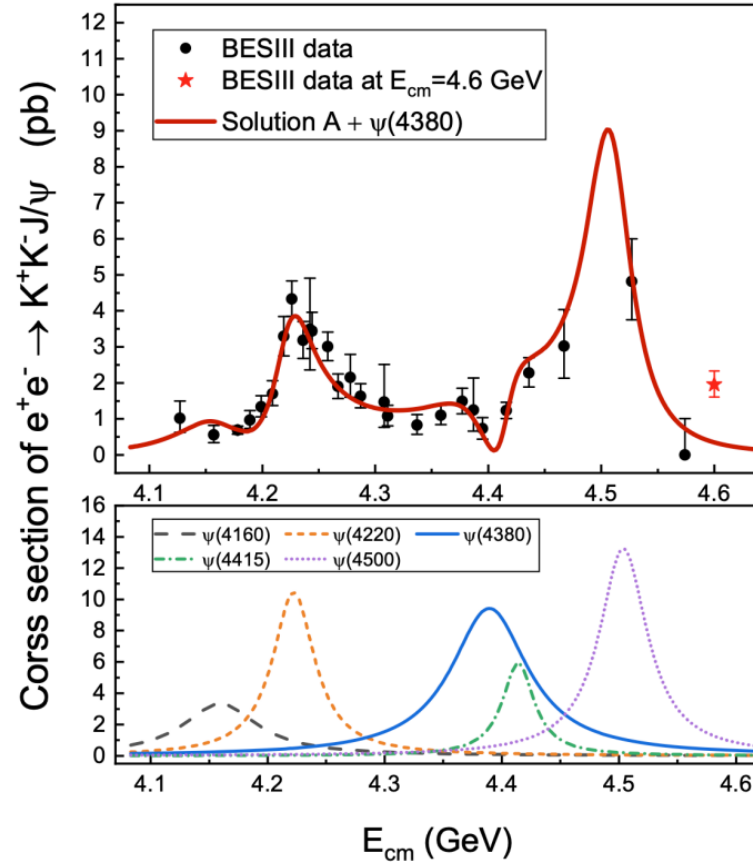 12
11
10
9
8
7
6
5
4
3
2
1
0
BESIII data
BESIII data at E_cm=4.6 GeV
Solution A + ψ(4380)
4.1 4.2 4.3 4.4 4.5 4.6
Corss section of e⁺e⁻ → K⁺K⁻J/ψ (pb)
16
14
12
10
8
6
4
2
0
ψ(4160) ψ(4220) ψ(4380)
ψ(4415) ψ(4500)
4.1 4.2 4.3 4.4 4.5 4.6
E_cm (GeV)